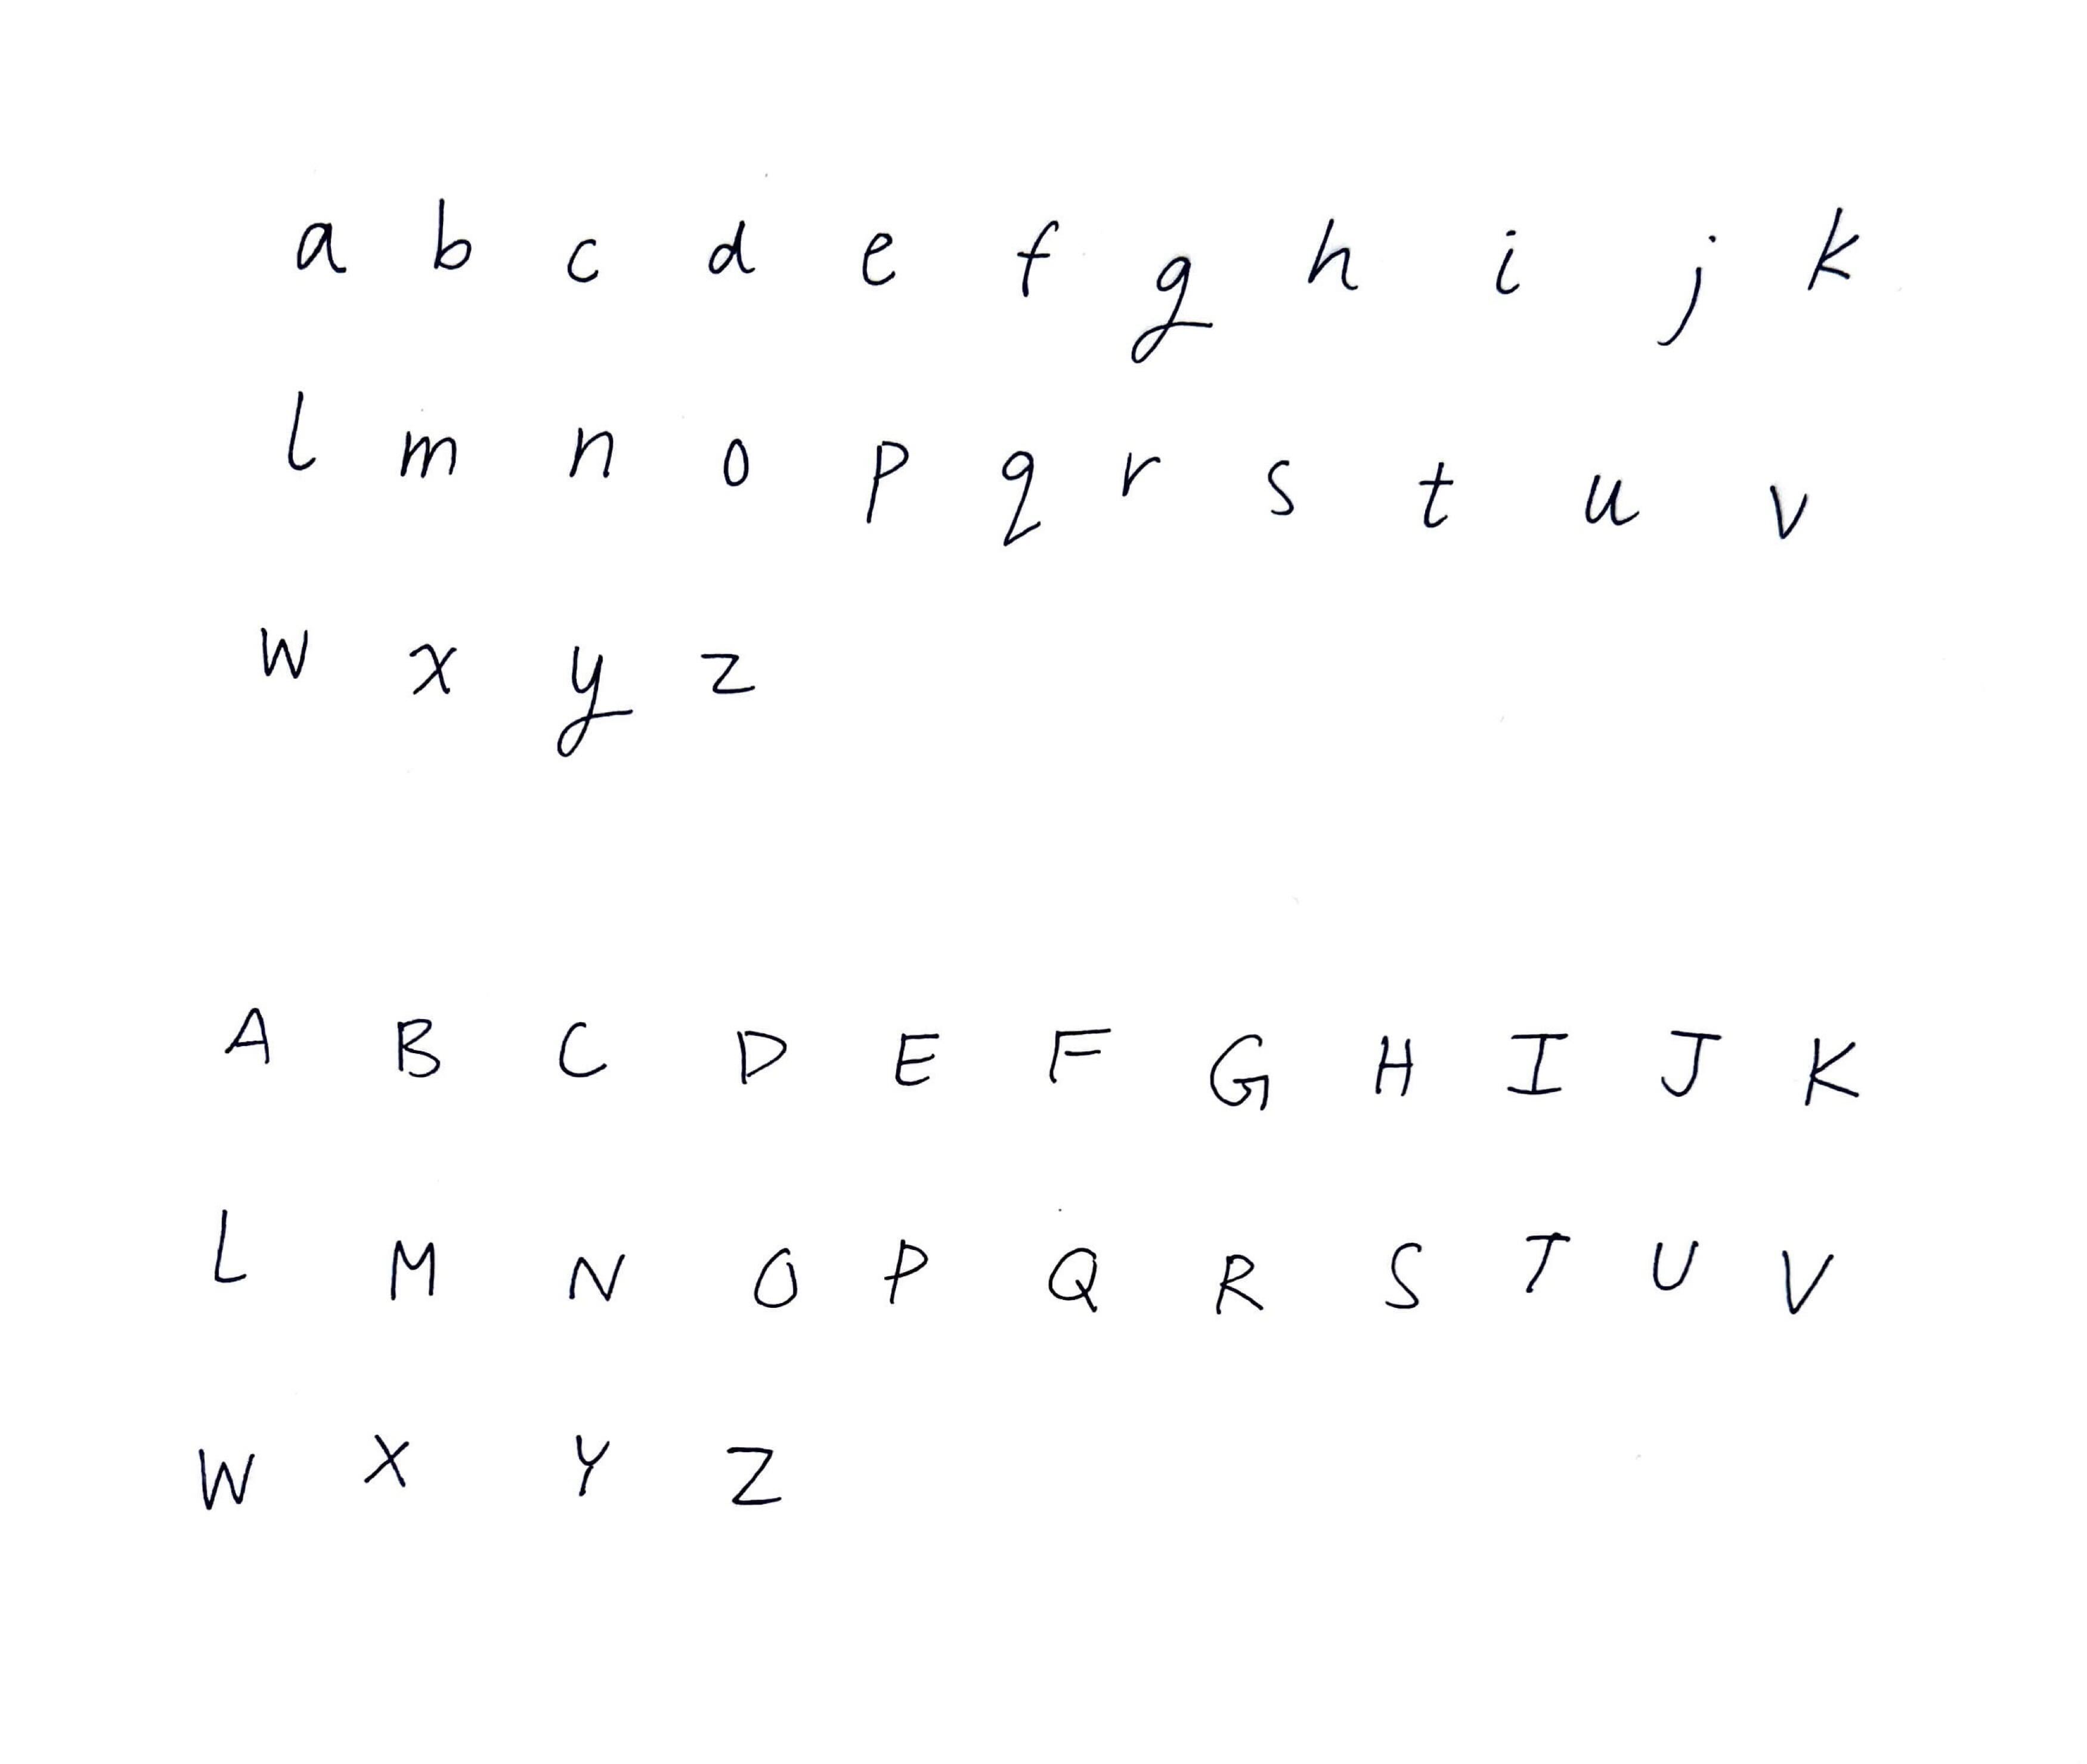 a b c d e f g h i j k
l m n o p q r s t u v
w x y z
A B C D E F G H I J K
L M N O P Q R S T U V
W X Y Z